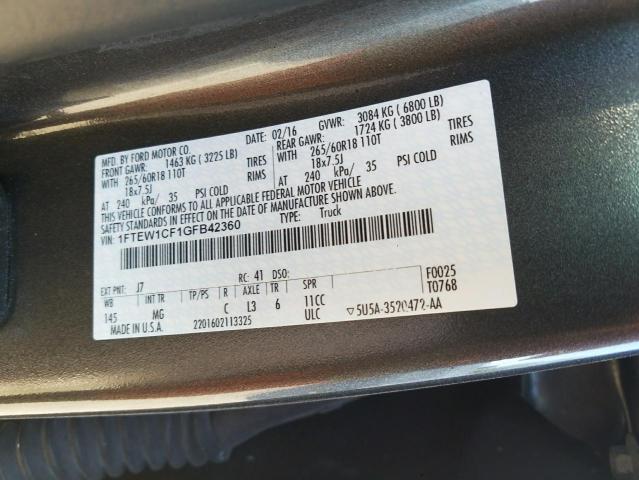 MFD. BY FORD MOTOR CO. DATE: 02/16 GVWR: 3084 KG ( 6800 LB)
FRONT GAWR: 1463 KG ( 3225 LB) REAR GAWR: 1724 KG ( 3800 LB)
WITH 265/60R18 110T TIRES WITH 265/60R18 110T TIRES
18x7.5J RIMS 18x7.5J RIMS
AT 240 kPa/ 35 PSI COLD AT 240 kPa/ 35 PSI COLD
THIS VEHICLE CONFORMS TO ALL APPLICABLE FEDERAL MOTOR VEHICLE
SAFETY STANDARDS IN EFFECT ON THE DATE OF MANUFACTURE SHOWN ABOVE.
VIN: 1FTEW1CF1GFB42360 TYPE: Truck
EXT PNT: J7 RC: 41 DSO: F0025
WB INT TR TP/PS R AXLE TR SPR T0768
145 MG C L3 6 11CC
MADE IN U.S.A. 2201602113325 ULC ▽5U5A-3520472-AA